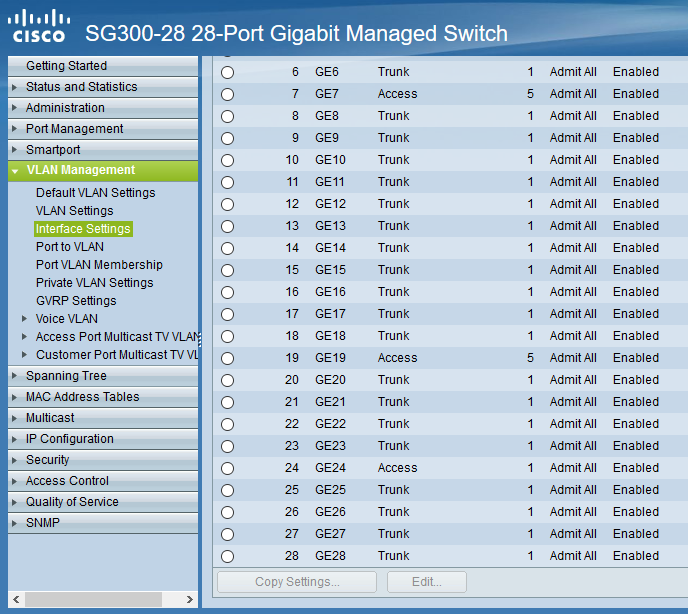 CISCO
SG300-28 28-Port Gigabit Managed Switch
Getting Started
Status and Statistics
Administration
Port Management
Smartport
VLAN Management
Default VLAN Settings
VLAN Settings
Interface Settings
Port to VLAN
Port VLAN Membership
Private VLAN Settings
GVRP Settings
Voice VLAN
Access Port Multicast TV VLAN
Customer Port Multicast TV VL
Spanning Tree
MAC Address Tables
Multicast
IP Configuration
Security
Access Control
Quality of Service
SNMP
6 GE6 Trunk 1 Admit All Enabled
7 GE7 Access 5 Admit All Enabled
8 GE8 Trunk 1 Admit All Enabled
9 GE9 Trunk 1 Admit All Enabled
10 GE10 Trunk 1 Admit All Enabled
11 GE11 Trunk 1 Admit All Enabled
12 GE12 Trunk 1 Admit All Enabled
13 GE13 Trunk 1 Admit All Enabled
14 GE14 Trunk 1 Admit All Enabled
15 GE15 Trunk 1 Admit All Enabled
16 GE16 Trunk 1 Admit All Enabled
17 GE17 Trunk 1 Admit All Enabled
18 GE18 Trunk 1 Admit All Enabled
19 GE19 Access 5 Admit All Enabled
20 GE20 Trunk 1 Admit All Enabled
21 GE21 Trunk 1 Admit All Enabled
22 GE22 Trunk 1 Admit All Enabled
23 GE23 Trunk 1 Admit All Enabled
24 GE24 Access 1 Admit All Enabled
25 GE25 Trunk 1 Admit All Enabled
26 GE26 Trunk 1 Admit All Enabled
27 GE27 Trunk 1 Admit All Enabled
28 GE28 Trunk 1 Admit All Enabled
Copy Settings... Edit...